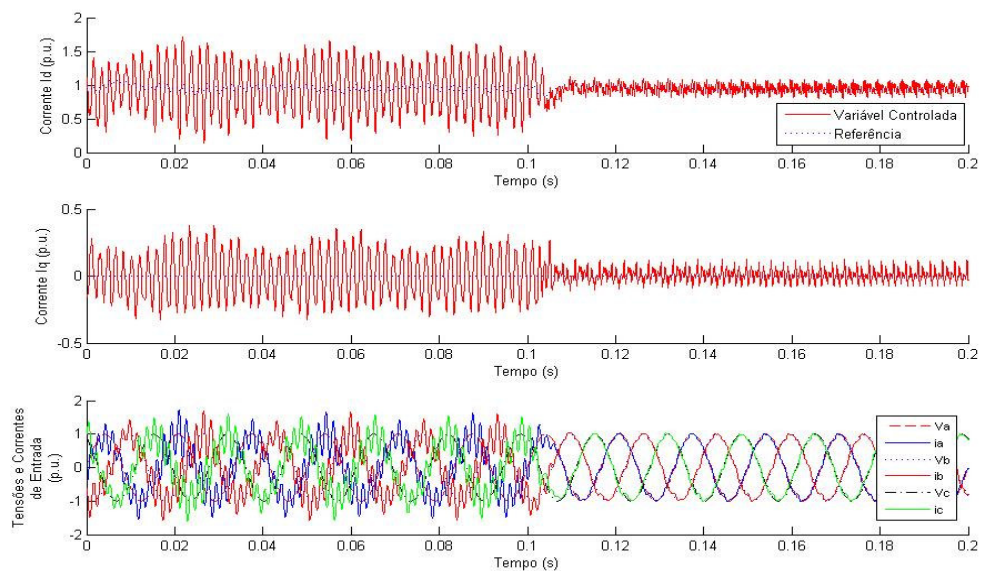 Corrente Id (p.u.)
2
1.5
1
0.5
0
Variável Controlada
Referência
0
0.02
0.04
0.06
0.08
0.1
0.12
0.14
0.16
0.18
0.2
Tempo (s)
Corrente Iq (p.u.)
0.5
0
-0.5
0
0.02
0.04
0.06
0.08
0.1
0.12
0.14
0.16
0.18
0.2
Tempo (s)
Tensões e Correntes
de Entrada
(p.u.)
2
1
0
-1
-2
Va
ia
Vb
ib
Vc
ic
0
0.02
0.04
0.06
0.08
0.1
0.12
0.14
0.16
0.18
0.2
Tempo (s)